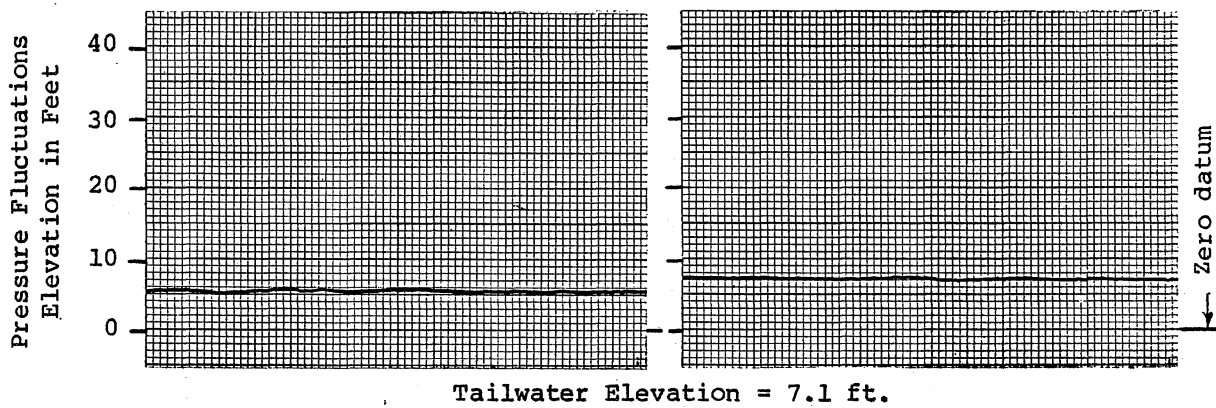 Pressure Fluctuations
Elevation in Feet
40
30
20
10
0
Zero datum
Tailwater Elevation = 7.1 ft.